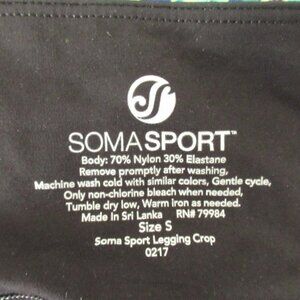 SOMASPORT™
Body: 70% Nylon 30% Elastane
Remove promptly after washing,
Machine wash cold with similar colors, Gentle cycle,
Only non-chlorine bleach when needed,
Tumble dry low, Warm iron as needed.
Made In Sri Lanka RN# 79984
Size S
Soma Sport Legging Crop
0217